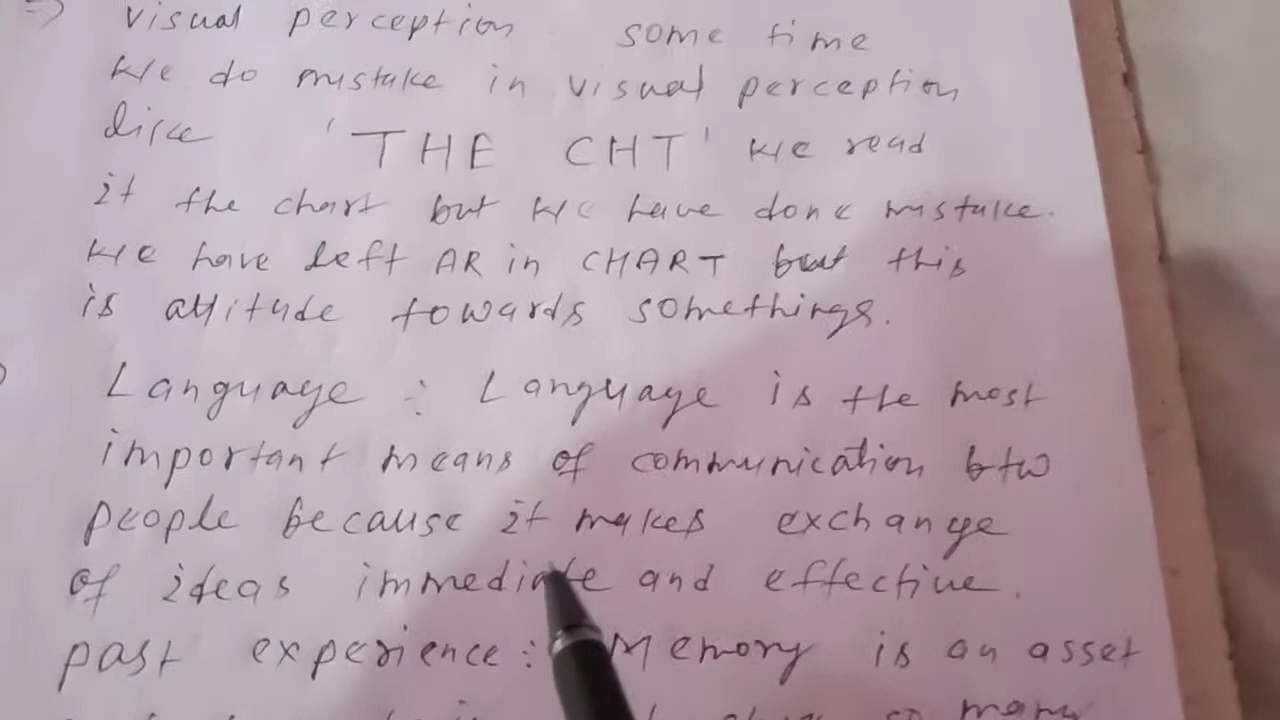 ⇒ visual perception some time
we do mistake in visual perception
like 'THE CHT' we read
it the chart but we have done mistake.
we have left AR in CHART but this
is attitude towards somethings.
Language : Language is the most
important means of communication btw
people because it makes exchange
of ideas immediate and effective.
past experience : Memory is an asset
many